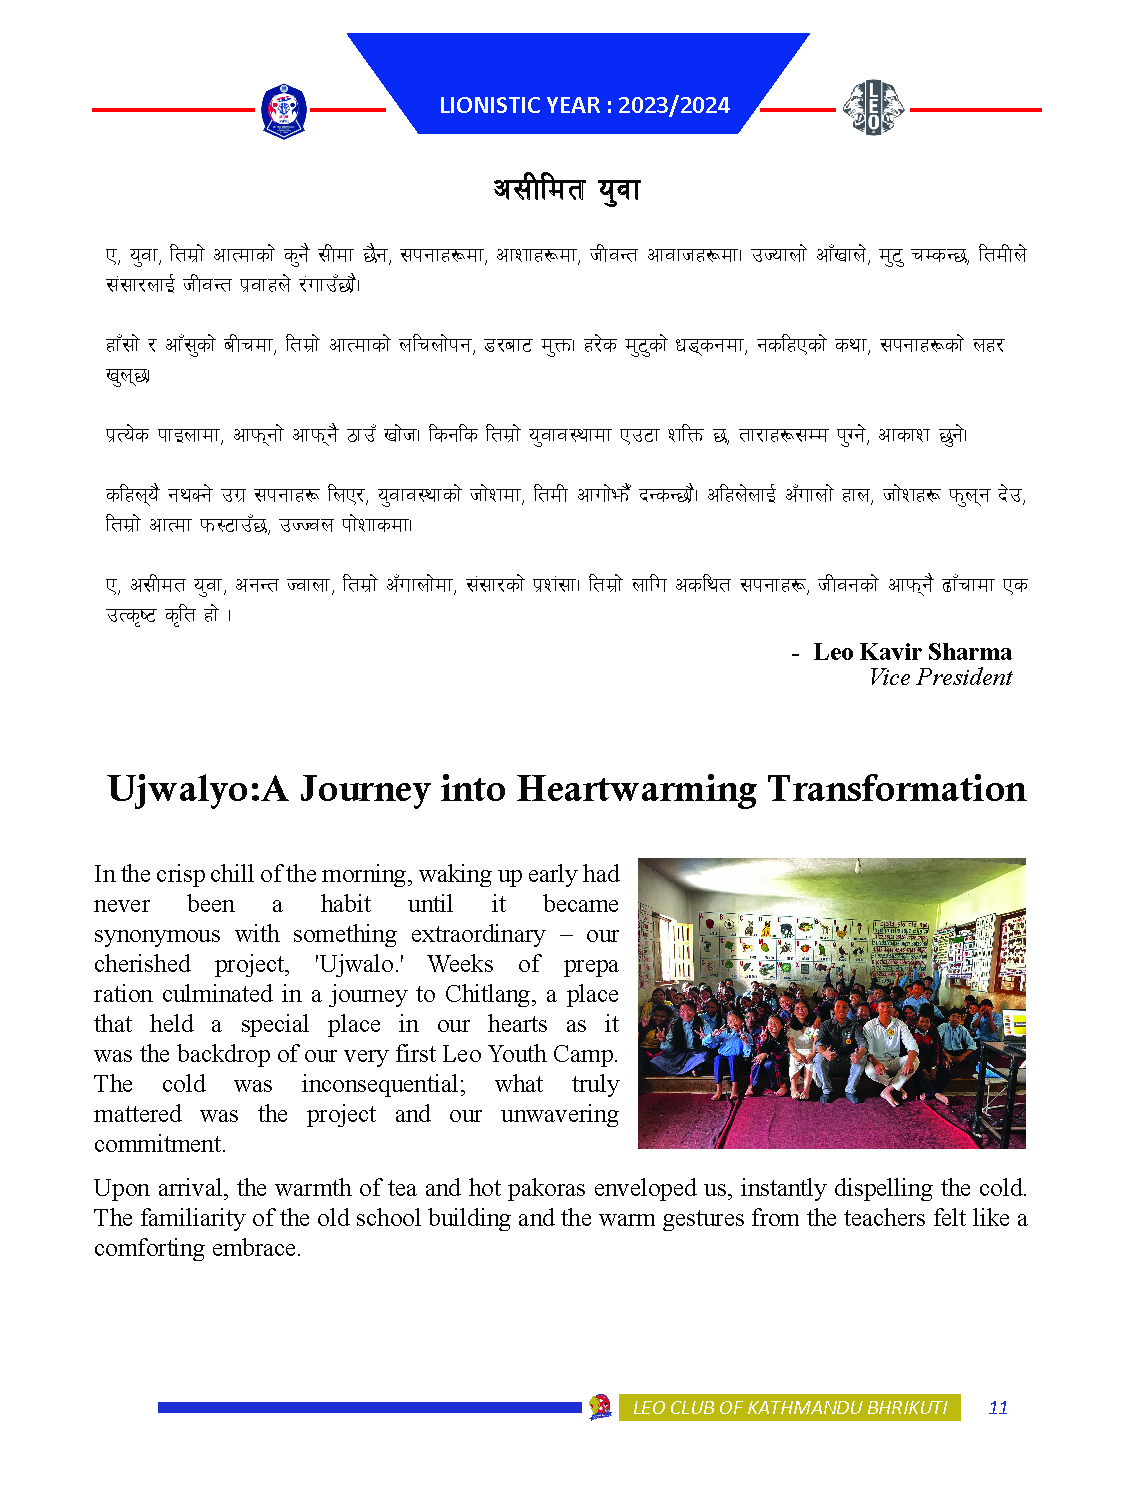 LIONISTIC YEAR : 2023/2024
LEO
असीमित युवा
ए, युवा, तिम्रो आत्माको कुनै सीमा छैन, सपनाहरूमा, आशाहरूमा, जीवन्त आवाजहरूमा। उज्यालो आँखाले, मुटु चम्कन्छ, तिमीले
संसारलाई जीवन्त प्रवाहले रंगाउँछौ।
हाँसो र आँसुको बीचमा, तिम्रो आत्माको लचिलोपन, डरबाट मुक्त। हरेक मुटुको धड्कनमा, नकहिएको कथा, सपनाहरूको लहर
खुल्छ।
प्रत्येक पाइलामा, आफ्नो आफ्नै ठाउँ खोज। किनकि तिम्रो युवावस्थामा एउटा शक्ति छ, ताराहरूसम्म पुग्ने, आकाश छुने।
कहिल्यै नथक्ने उग्र सपनाहरू लिएर, युवावस्थाको जोशमा, तिमी आगोझैँ दन्कन्छौ। अहिलेलाई अँगालो हाल, जोशहरू फुल्न देउ,
तिम्रो आत्मा फस्टाउँछ, उज्ज्वल पोशाकमा।
ए, असीमत युवा, अनन्त ज्वाला, तिम्रो अँगालोमा, संसारको प्रशंसा। तिम्रो लागि अकथित सपनाहरू, जीवनको आफ्नै ढाँचामा एक
उत्कृष्ट कृति हो ।
- Leo Kavir Sharma
Vice President
Ujwalyo:A Journey into Heartwarming Transformation
In the crisp chill of the morning, waking up early had
never been a habit until it became
synonymous with something extraordinary – our
cherished project, 'Ujwalo.' Weeks of prepa
ration culminated in a journey to Chitlang, a place
that held a special place in our hearts as it
was the backdrop of our very first Leo Youth Camp.
The cold was inconsequential; what truly
mattered was the project and our unwavering
commitment.
Upon arrival, the warmth of tea and hot pakoras enveloped us, instantly dispelling the cold.
The familiarity of the old school building and the warm gestures from the teachers felt like a
comforting embrace.
LEO CLUB OF KATHMANDU BHRIKUTI 11